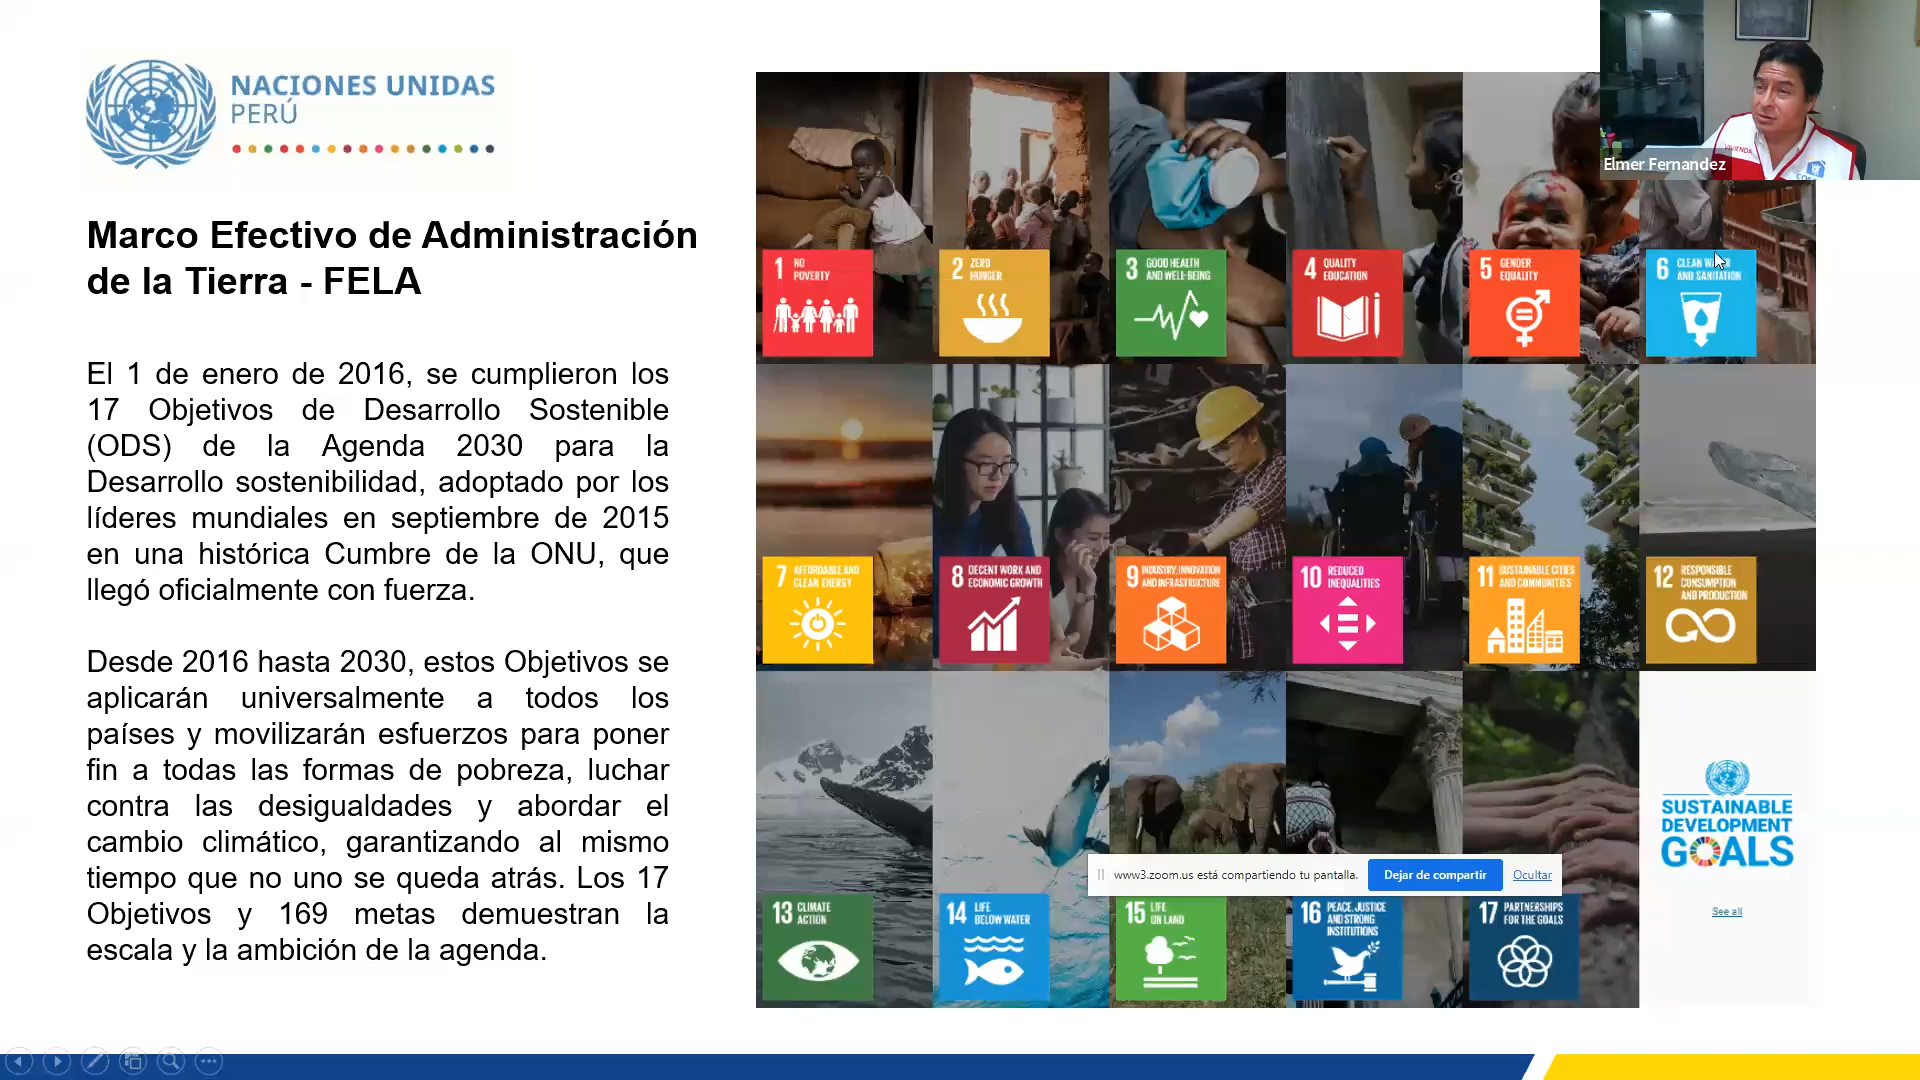 NACIONES UNIDAS
PERÚ
Marco Efectivo de Administración
de la Tierra - FELA
El 1 de enero de 2016, se cumplieron los
17 Objetivos de Desarrollo Sostenible
(ODS) de la Agenda 2030 para la
Desarrollo sostenibilidad, adoptado por los
líderes mundiales en septiembre de 2015
en una histórica Cumbre de la ONU, que
llegó oficialmente con fuerza.
Desde 2016 hasta 2030, estos Objetivos se
aplicarán universalmente a todos los
países y movilizarán esfuerzos para poner
fin a todas las formas de pobreza, luchar
contra las desigualdades y abordar el
cambio climático, garantizando al mismo
tiempo que no uno se queda atrás. Los 17
Objetivos y 169 metas demuestran la
escala y la ambición de la agenda.
1 NO
POVERTY
2 ZERO
HUNGER
3 GOOD HEALTH
AND WELL-BEING
4 QUALITY
EDUCATION
5 GENDER
EQUALITY
6 CLEAN
AND SANITATION
7 AFFORDABLE AND
CLEAN ENERGY
8 DECENT WORK AND
ECONOMIC GROWTH
9 INDUSTRY, INNOVATION
AND INFRASTRUCTURE
10 REDUCED
INEQUALITIES
11 SUSTAINABLE CITIES
AND COMMUNITIES
12 RESPONSIBLE
CONSUMPTION
AND PRODUCTION
13 CLIMATE
ACTION
14 LIFE
BELOW WATER
15 LIFE
ON LAND
16 PEACE, JUSTICE
AND STRONG
INSTITUTIONS
17 PARTNERSHIPS
FOR THE GOALS
SUSTAINABLE
DEVELOPMENT
GOALS
See all
www3.zoom.us está compartiendo tu pantalla.
Dejar de compartir
Ocultar
VIVIENDA
Elmer Fernandez